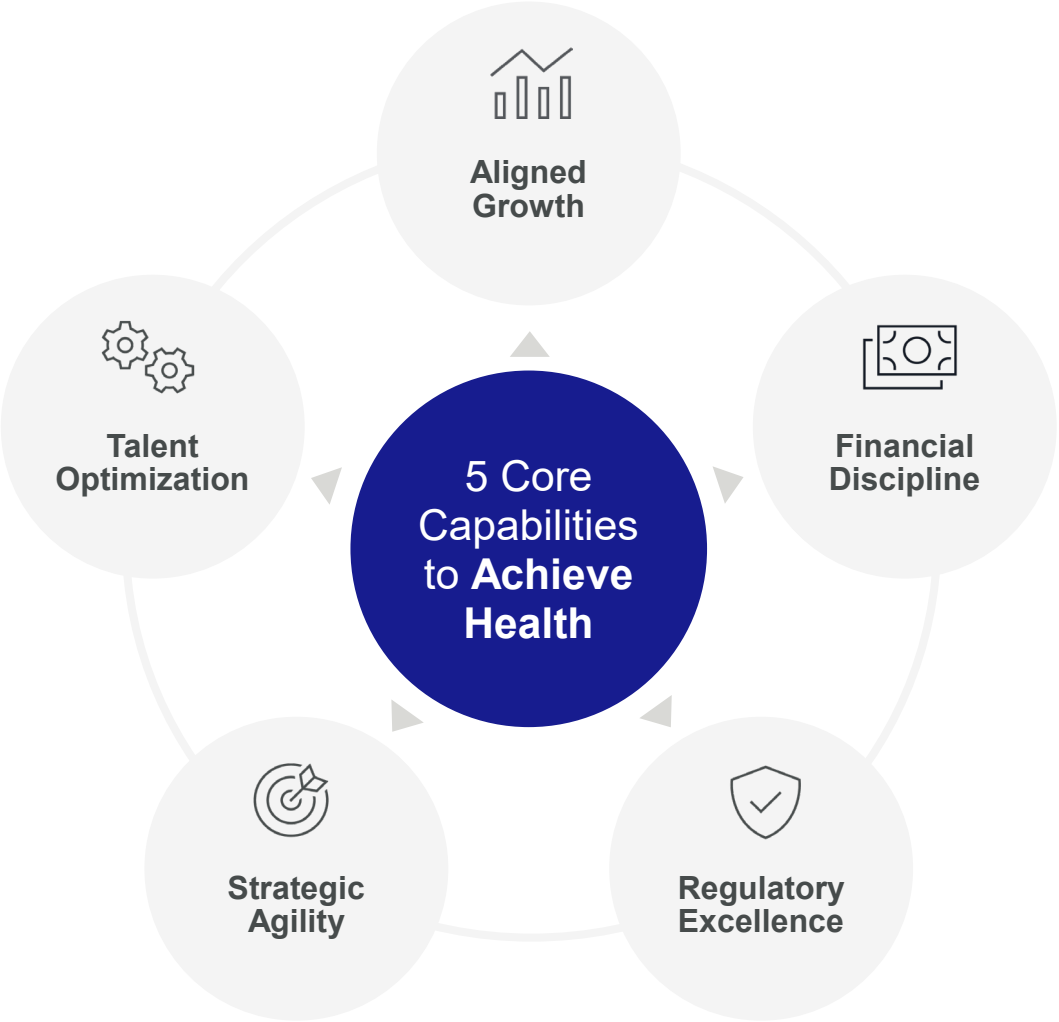 Aligned
Growth
Talent
Optimization
Financial
Discipline
5 Core
Capabilities
to Achieve
Health
Strategic
Agility
Regulatory
Excellence